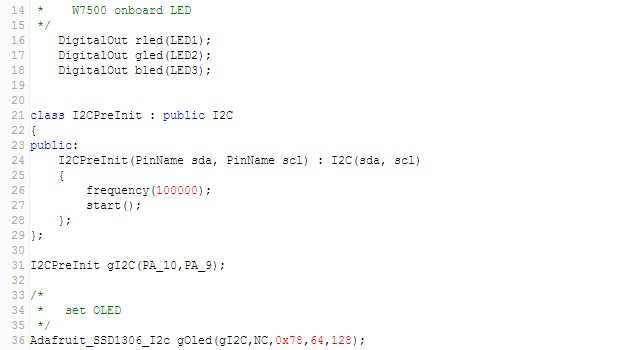 14 *    W7500 onboard LED
15 */
16    DigitalOut rled(LED1);
17    DigitalOut gled(LED2);
18    DigitalOut bled(LED3);
19
20
21 class I2CPreInit : public I2C
22 {
23 public:
24    I2CPreInit(PinName sda, PinName scl) : I2C(sda, scl)
25    {
26        frequency(100000);
27        start();
28    };
29 };
30
31 I2CPreInit gI2C(PA_10,PA_9);
32
33 /*
34 *   set OLED
35 */
36 Adafruit_SSD1306_I2c gOled(gI2C,NC,0x78,64,128);